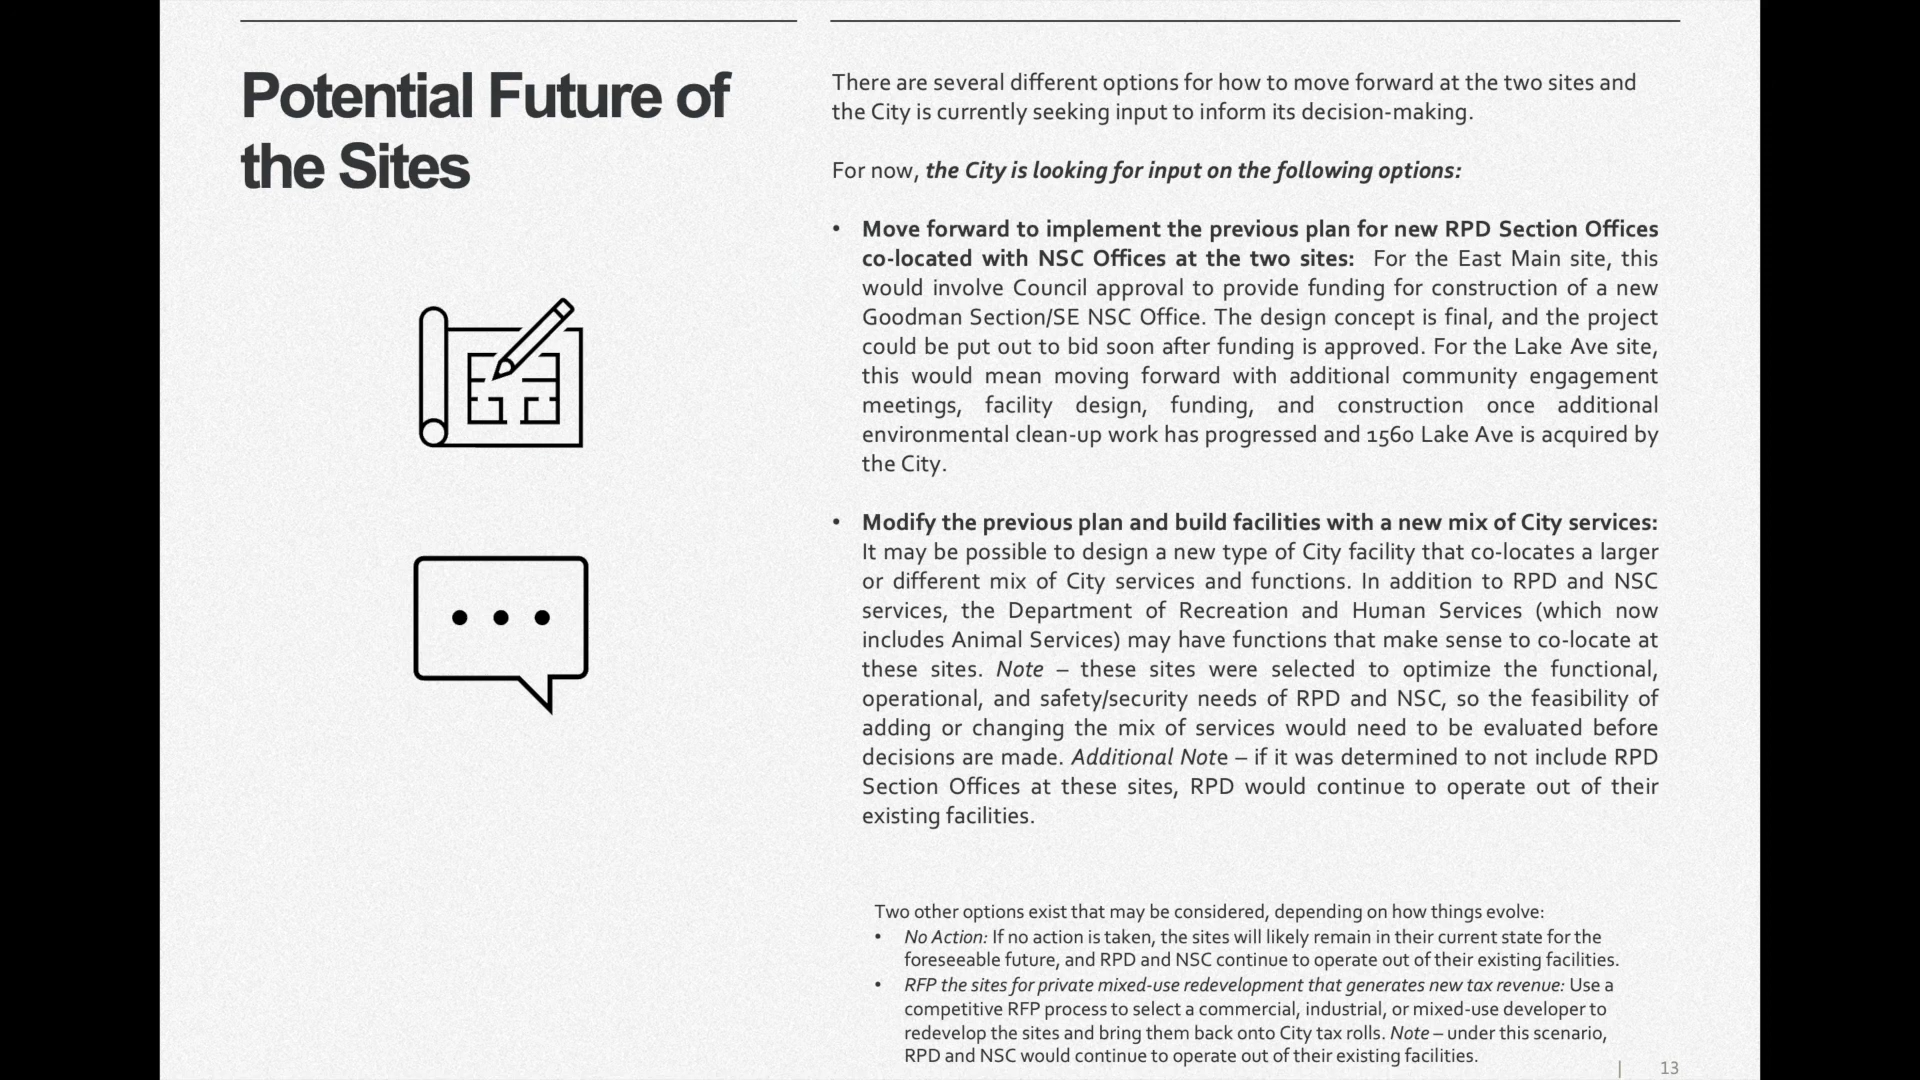 Potential Future of
the Sites
There are several different options for how to move forward at the two sites and
the City is currently seeking input to inform its decision-making.
For now, the City is looking for input on the following options:
• Move forward to implement the previous plan for new RPD Section Offices
co-located with NSC Offices at the two sites: For the East Main site, this
would involve Council approval to provide funding for construction of a new
Goodman Section/SE NSC Office. The design concept is final, and the project
could be put out to bid soon after funding is approved. For the Lake Ave site,
this would mean moving forward with additional community engagement
meetings, facility design, funding, and construction once additional
environmental clean-up work has progressed and 1560 Lake Ave is acquired by
the City.
• Modify the previous plan and build facilities with a new mix of City services:
It may be possible to design a new type of City facility that co-locates a larger
or different mix of City services and functions. In addition to RPD and NSC
services, the Department of Recreation and Human Services (which now
includes Animal Services) may have functions that make sense to co-locate at
these sites. Note – these sites were selected to optimize the functional,
operational, and safety/security needs of RPD and NSC, so the feasibility of
adding or changing the mix of services would need to be evaluated before
decisions are made. Additional Note – if it was determined to not include RPD
Section Offices at these sites, RPD would continue to operate out of their
existing facilities.
Two other options exist that may be considered, depending on how things evolve:
• No Action: If no action is taken, the sites will likely remain in their current state for the
foreseeable future, and RPD and NSC continue to operate out of their existing facilities.
• RFP the sites for private mixed-use redevelopment that generates new tax revenue: Use a
competitive RFP process to select a commercial, industrial, or mixed-use developer to
redevelop the sites and bring them back onto City tax rolls. Note – under this scenario,
RPD and NSC would continue to operate out of their existing facilities.
| 13